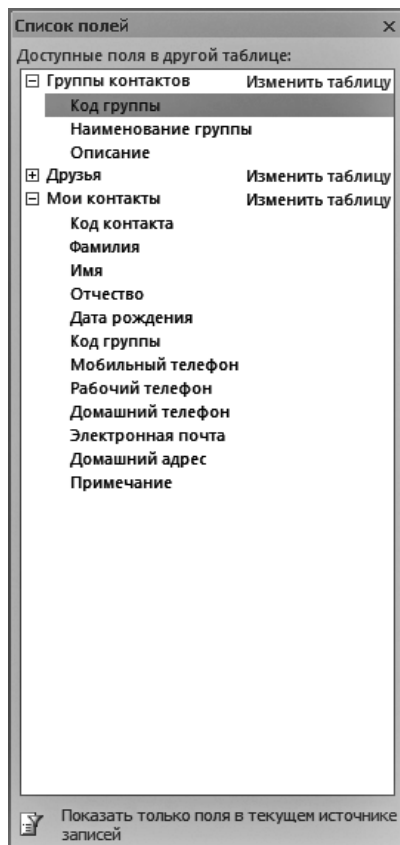 Список полей
Доступные поля в другой таблице:
Группы контактов Изменить таблицу
Код группы
Наименование группы
Описание
Друзья Изменить таблицу
Мои контакты Изменить таблицу
Код контакта
Фамилия
Имя
Отчество
Дата рождения
Код группы
Мобильный телефон
Рабочий телефон
Домашний телефон
Электронная почта
Домашний адрес
Примечание
Показать только поля в текущем источнике
записей